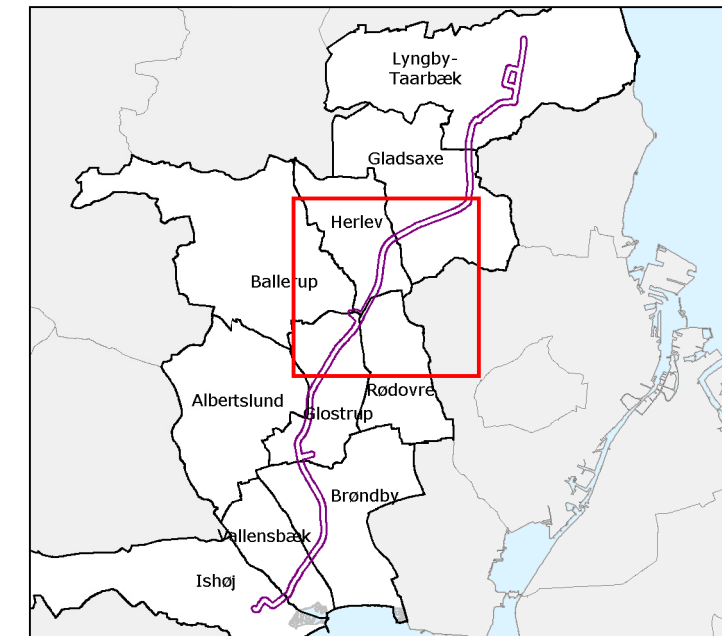 Lyngby-
Taarbæk
Gladsaxe
Herlev
Ballerup
Albertslund
Rødovre
Glostrup
Brøndby
Vallensbæk
Ishøj